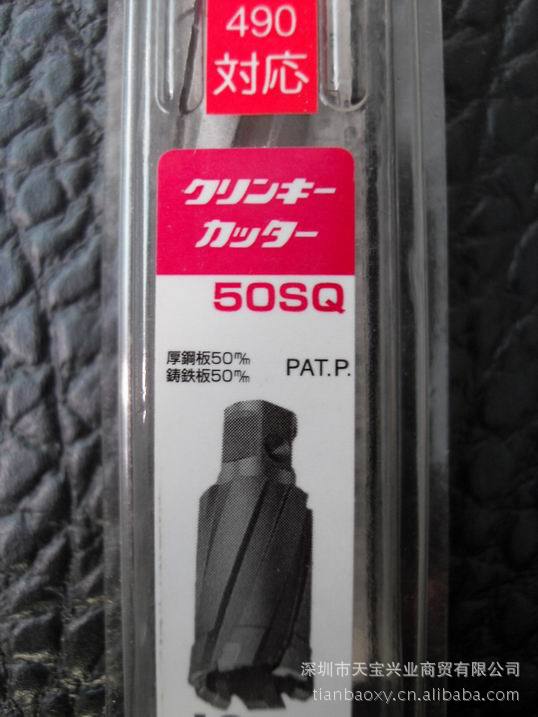 490
対応
クリンキー
カッター
50SQ
厚鋼板50㎜
鋳鉄板50㎜
PAT.P.
深圳市天宝兴业商贸有限公司
tianbaoxy.cn.alibaba.com